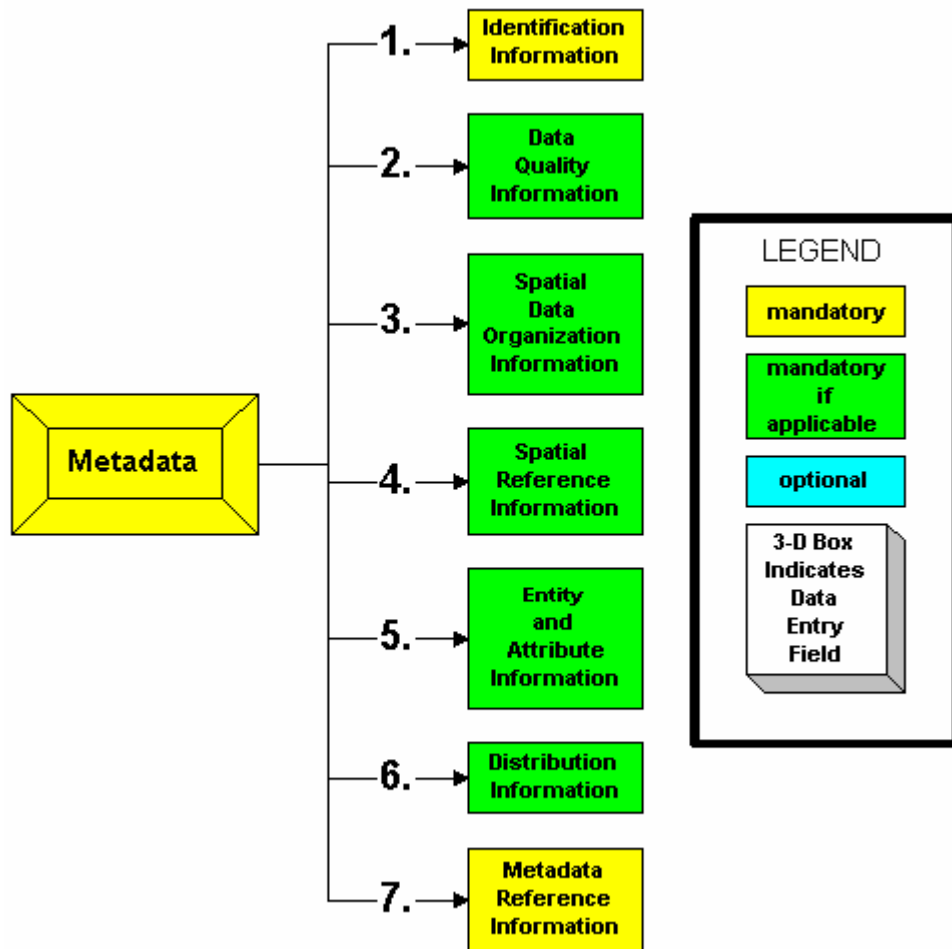 Metadata
1.
Identification
Information
2.
Data
Quality
Information
3.
Spatial
Data
Organization
Information
4.
Spatial
Reference
Information
5.
Entity
and
Attribute
Information
6.
Distribution
Information
7.
Metadata
Reference
Information
LEGEND
mandatory
mandatory
if
applicable
optional
3-D Box
Indicates
Data
Entry
Field